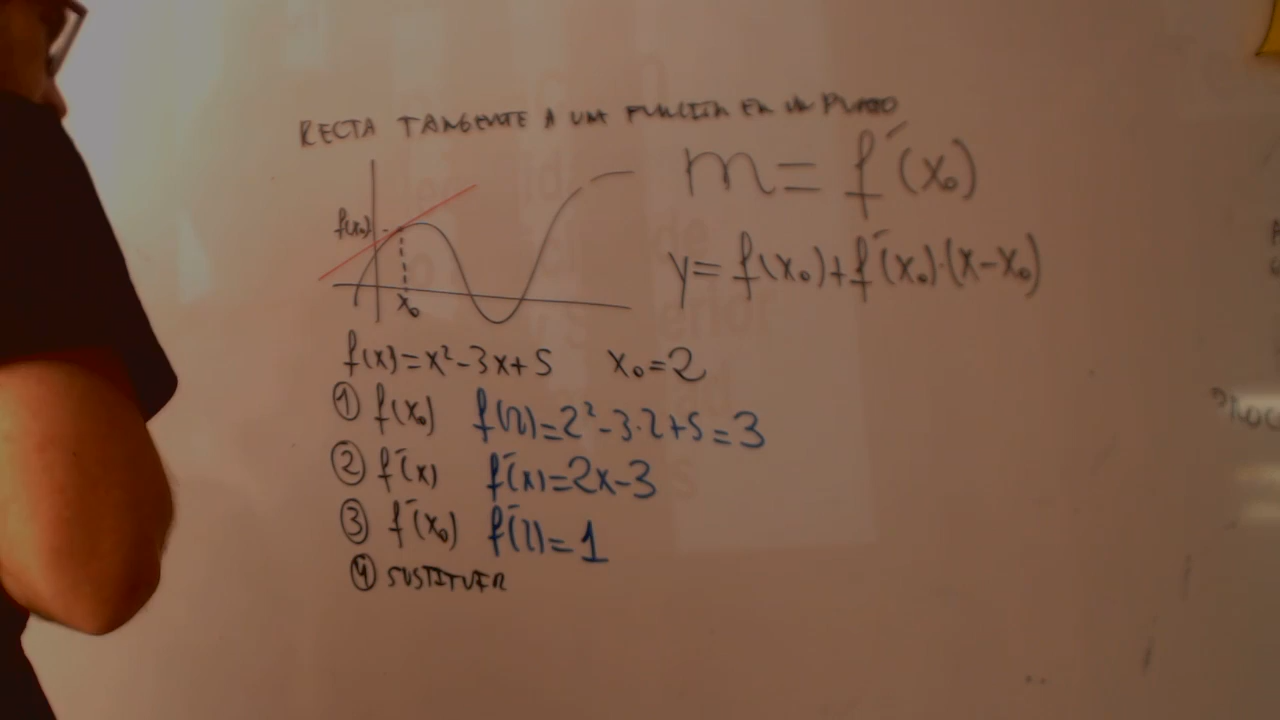 RECTA TANGENTE A UNA FUNCIÓN EN UN PUNTO
m = f´(x₀)
f(x₀)
y = f(x₀) + f´(x₀)·(x-x₀)
x₀
f(x) = x² - 3x + 5 x₀ = 2
① f(x₀) f(2) = 2² - 3·2 + 5 = 3
② f´(x) f´(x) = 2x - 3
③ f´(x₀) f´(2) = 1
④ SUSTITUIR